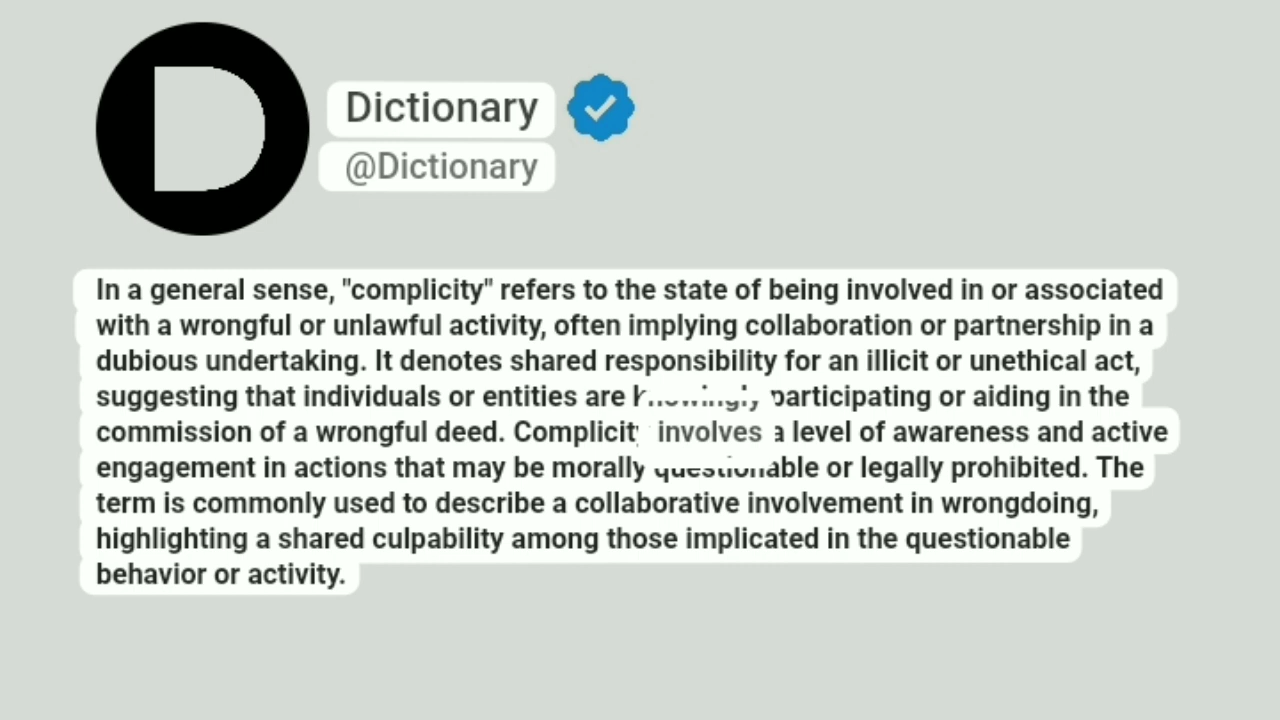 D
Dictionary
@Dictionary
In a general sense, "complicity" refers to the state of being involved in or associated
with a wrongful or unlawful activity, often implying collaboration or partnership in a
dubious undertaking. It denotes shared responsibility for an illicit or unethical act,
suggesting that individuals or entities are knowingly participating or aiding in the
commission of a wrongful deed. Complicity involves a level of awareness and active
engagement in actions that may be morally questionable or legally prohibited. The
term is commonly used to describe a collaborative involvement in wrongdoing,
highlighting a shared culpability among those implicated in the questionable
behavior or activity.